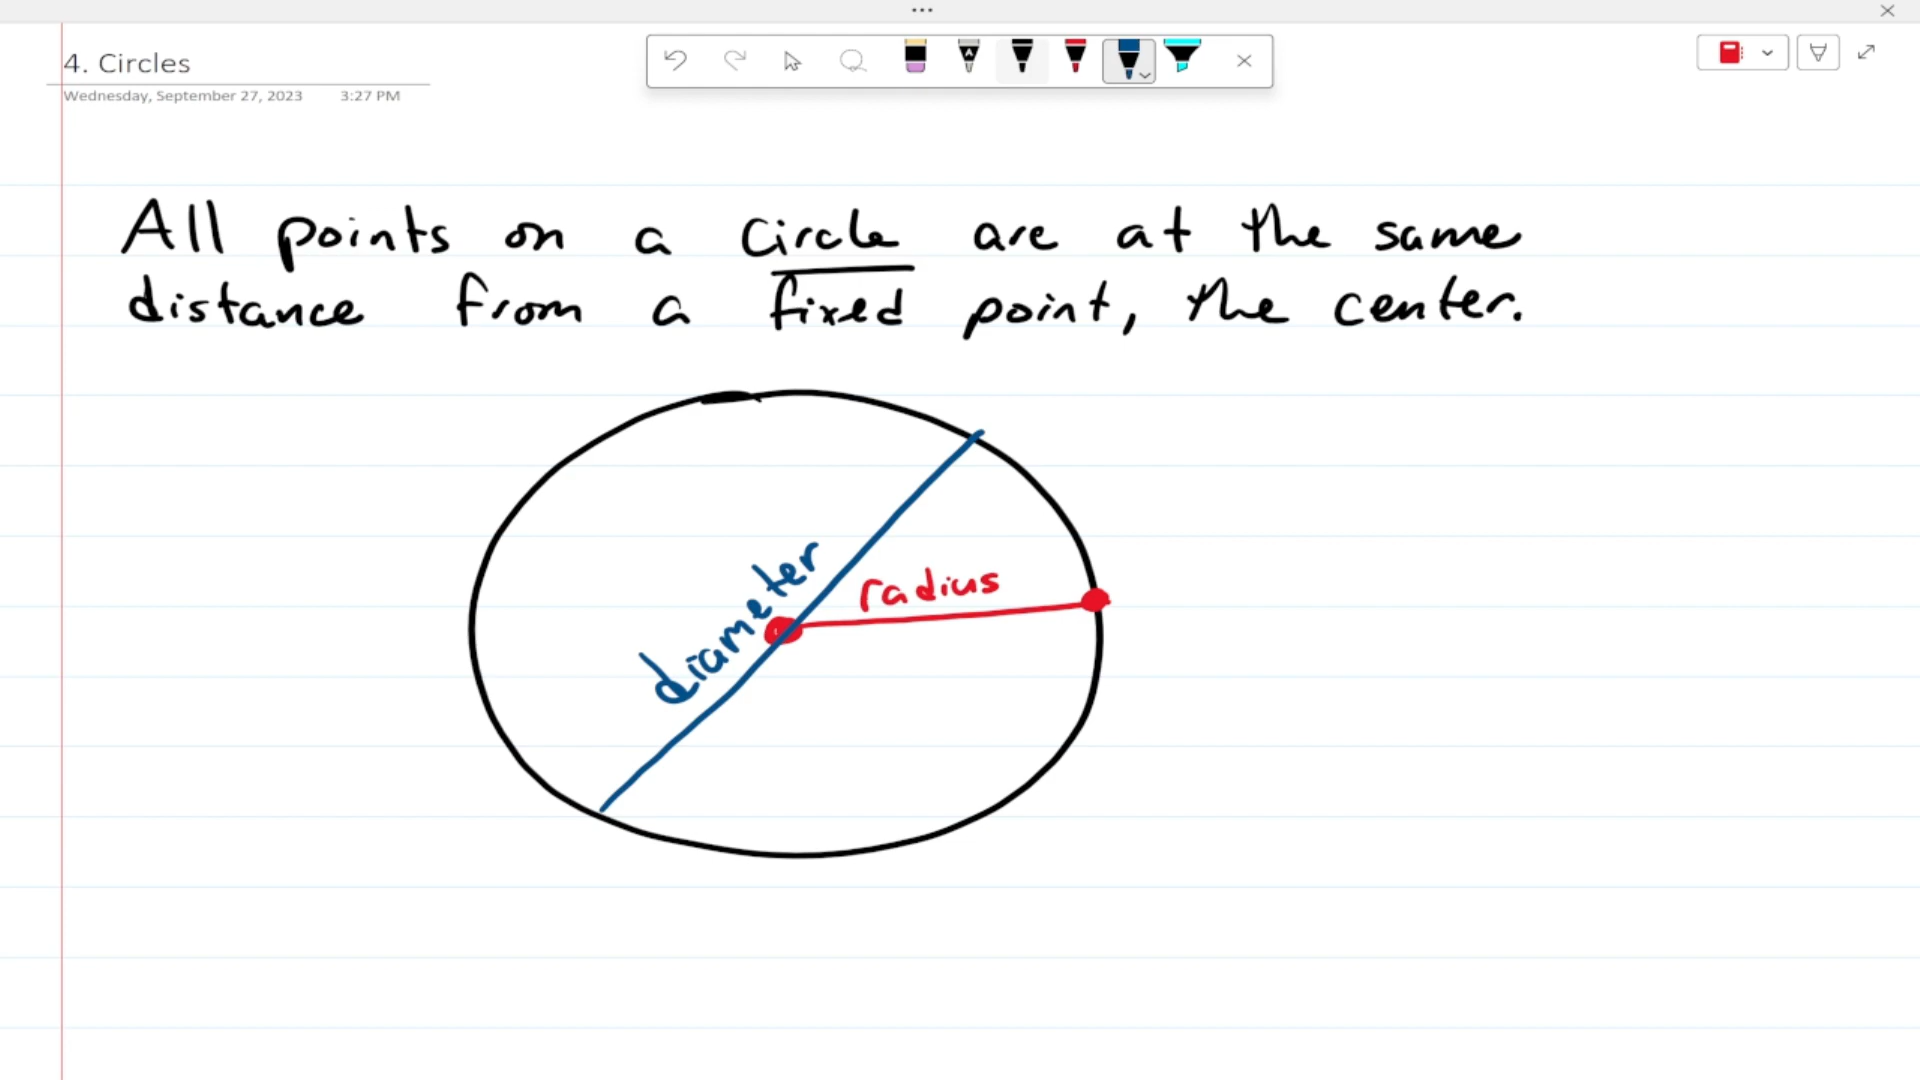 4. Circles
Wednesday, September 27, 2023 3:27 PM
All points on a circle are at the same
distance from a fixed point, the center.
diameter
radius